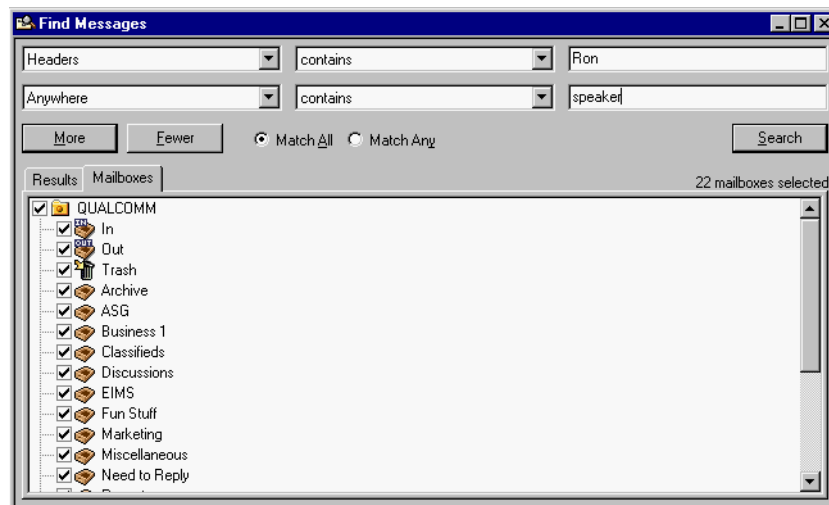 Find Messages
Headers contains Ron
Anywhere contains speaker
More Fewer Match All Match Any Search
Results Mailboxes 22 mailboxes selected
QUALCOMM
IN In
OUT Out
Trash
Archive
ASG
Business 1
Classifieds
Discussions
EIMS
Fun Stuff
Marketing
Miscellaneous
Need to Reply